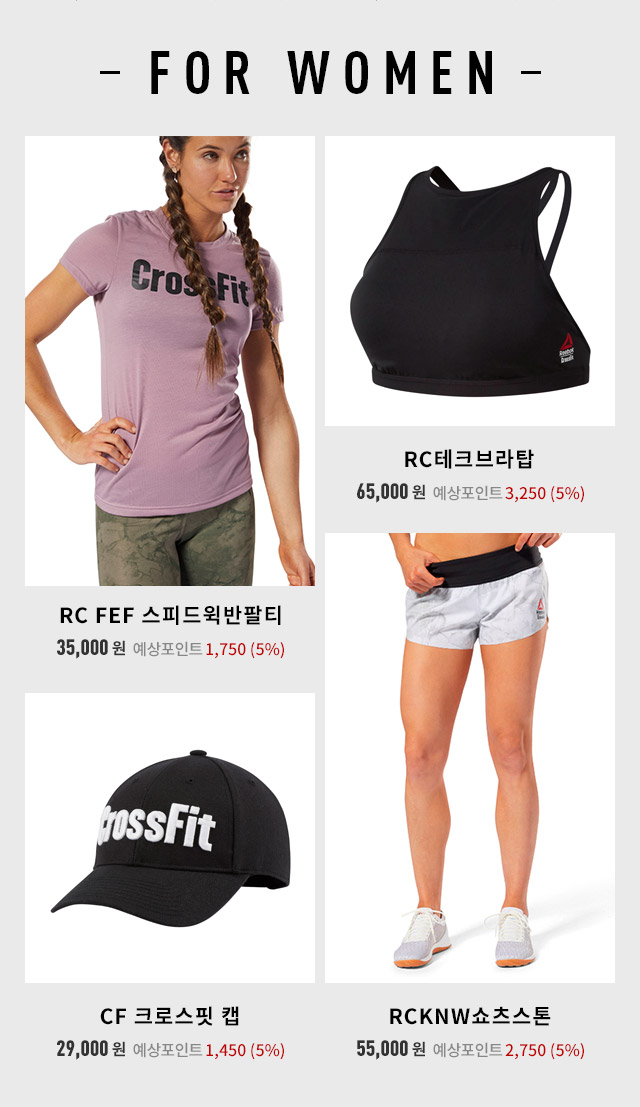 - FOR WOMEN -
CrossFit
RC FEF 스피드윅반팔티
35,000 원 예상포인트 1,750 (5%)
Reebok
CrossFit
RC테크브라탑
65,000 원 예상포인트 3,250 (5%)
CrossFit
CF 크로스핏 캡
29,000 원 예상포인트 1,450 (5%)
Reebok
RCKNW쇼츠스톤
55,000 원 예상포인트 2,750 (5%)